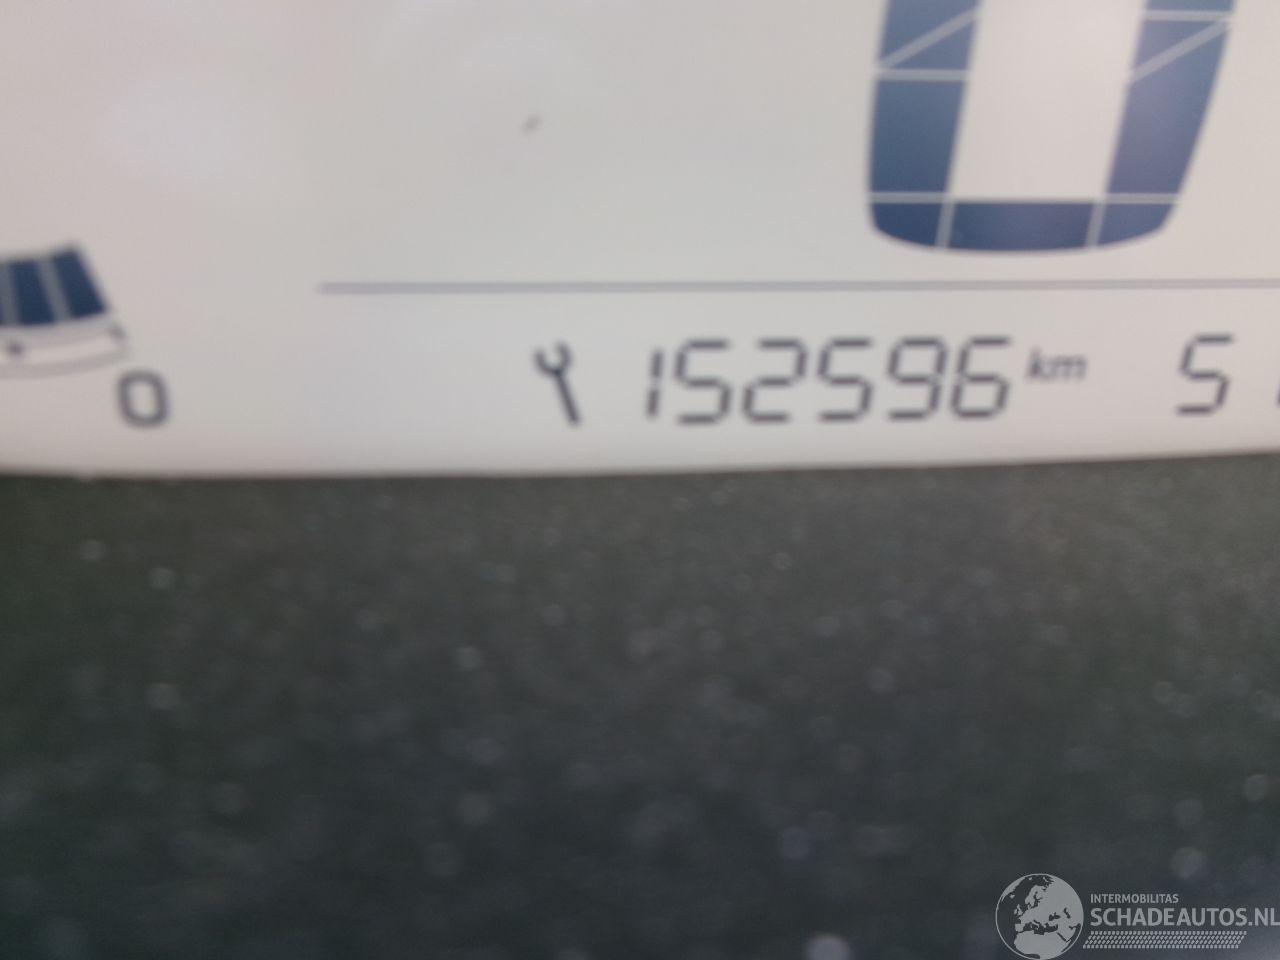 0
152596 km 5
INTERMOBILITAS
SCHADEAUTOS.NL